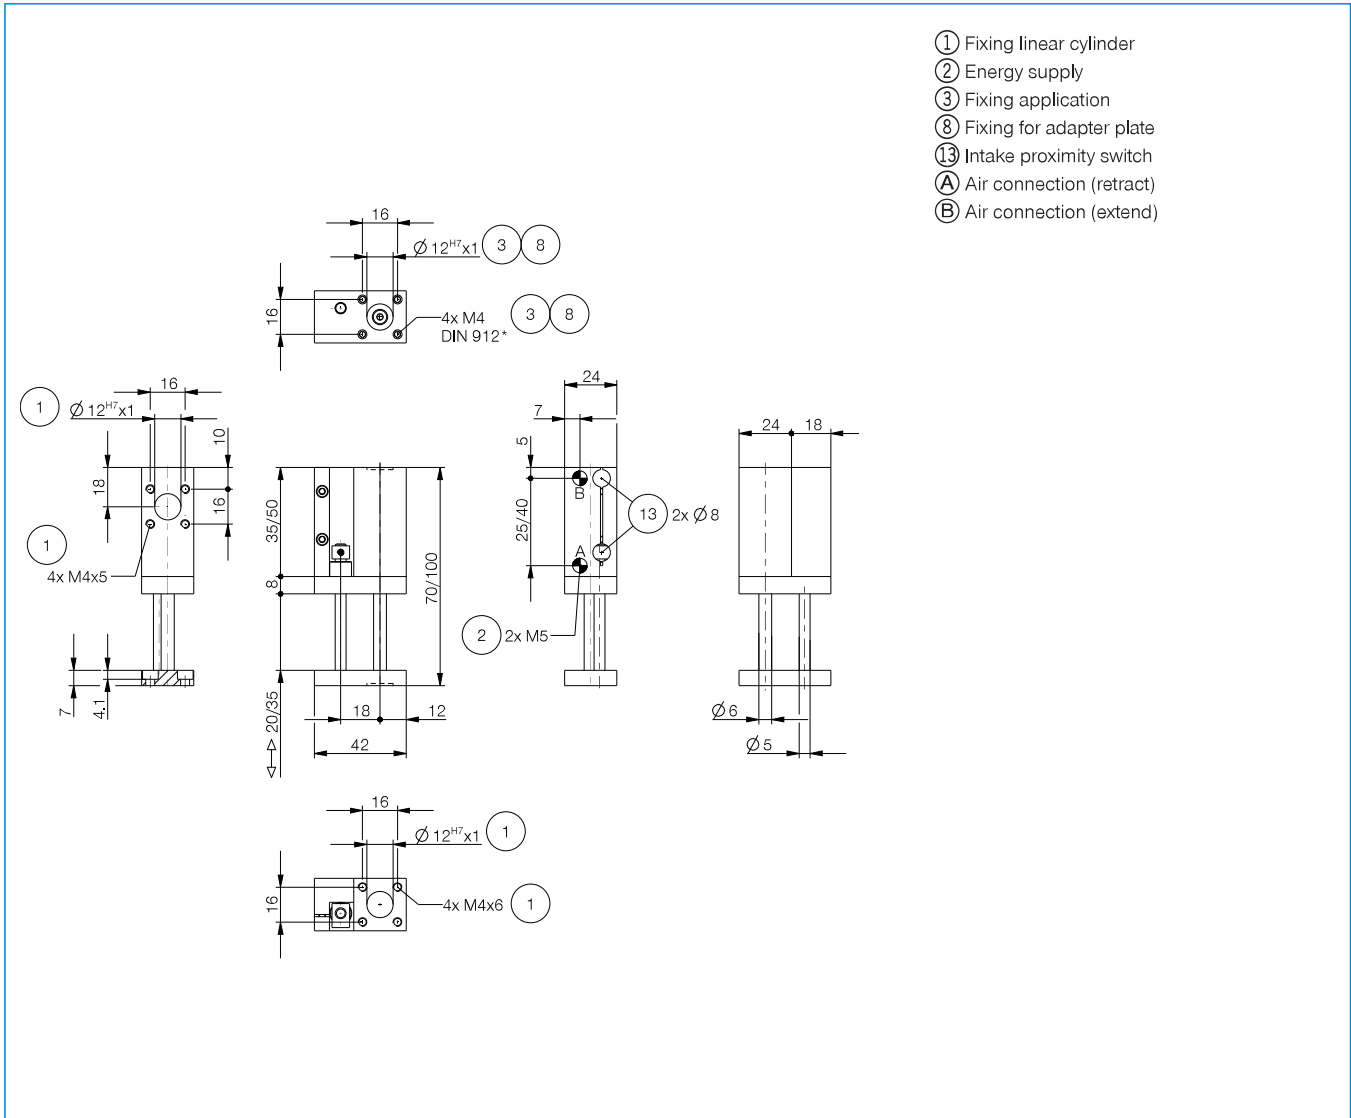 1 Fixing linear cylinder
2 Energy supply
3 Fixing application
8 Fixing for adapter plate
13 Intake proximity switch
A Air connection (retract)
B Air connection (extend)
16
Ø 12H7x1 3 8
16
4x M4 3 8
DIN 912*
1 Ø 12H7x1
16
10
18
16
1
4x M4x5
7
4.1
35/50
8
70/100
20/35
18 12
42
24
7
5
25/40
B
A
13 2x Ø 8
2 2x M5
24 18
Ø 6
Ø 5
16
Ø 12H7x1 1
16
4x M4x6 1